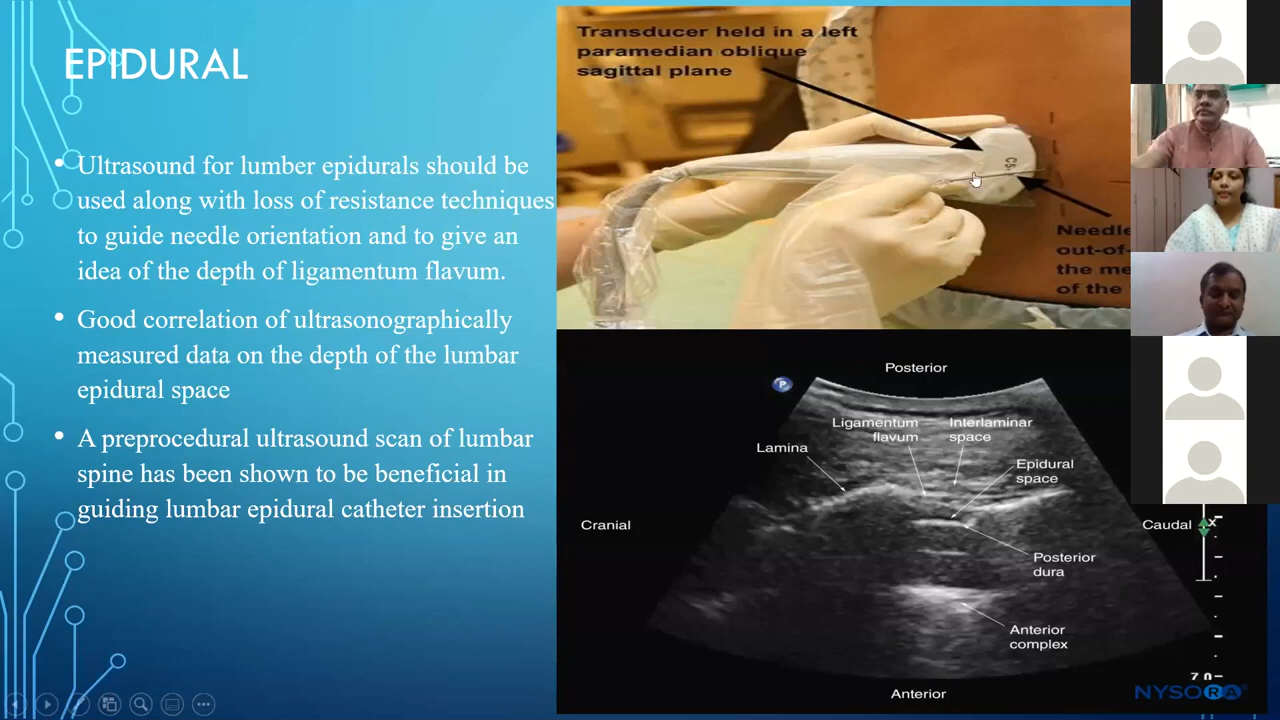 EPIDURAL
• Ultrasound for lumber epidurals should be
used along with loss of resistance techniques
to guide needle orientation and to give an
idea of the depth of ligamentum flavum.
• Good correlation of ultrasonographically
measured data on the depth of the lumbar
epidural space
• A preprocedural ultrasound scan of lumbar
spine has been shown to be beneficial in
guiding lumbar epidural catheter insertion
Transducer held in a left
paramedian oblique
sagittal plane
C5
Needle
out-of-
the me
of the
Posterior
P
Ligamentum
flavum
Interlaminar
space
Lamina
Epidural
space
Cranial
Caudal
x
Posterior
dura
Anterior
complex
7.0
Anterior
NYSORA